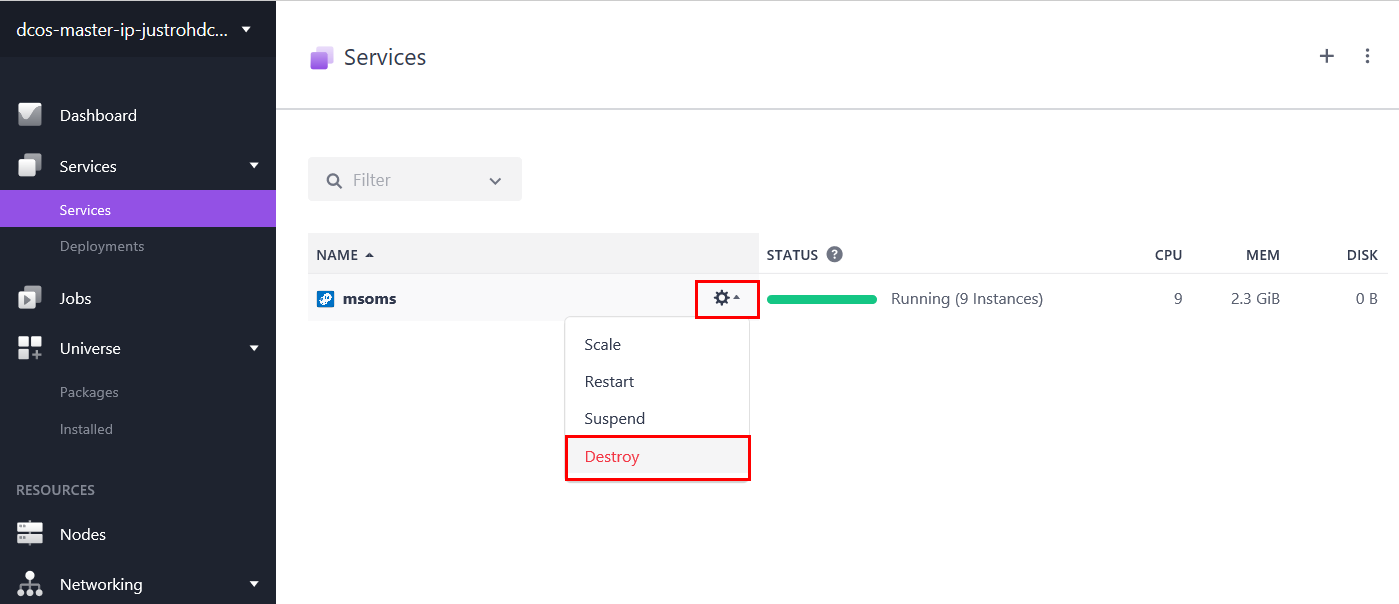 dcos-master-ip-justrohdc...
Dashboard
Services
Services
Deployments
Jobs
Universe
Packages
Installed
RESOURCES
Nodes
Networking
Services
Filter
NAME STATUS ? CPU MEM DISK
msoms Running (9 Instances) 9 2.3 GiB 0 B
Scale
Restart
Suspend
Destroy